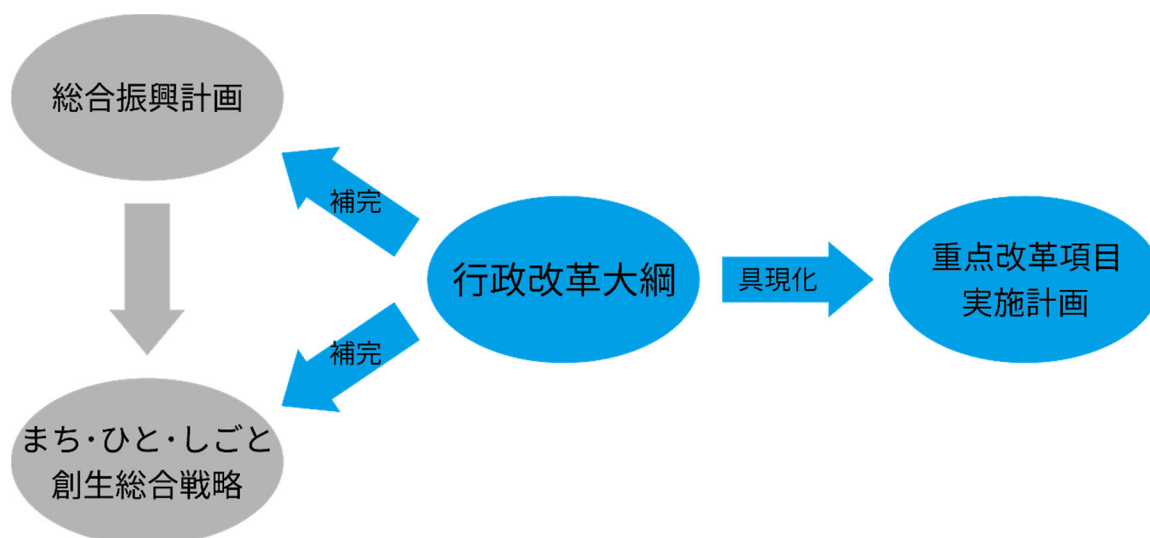 総合振興計画
補完
行政改革大綱
具現化
重点改革項目
実施計画
補完
まち・ひと・しごと
創生総合戦略